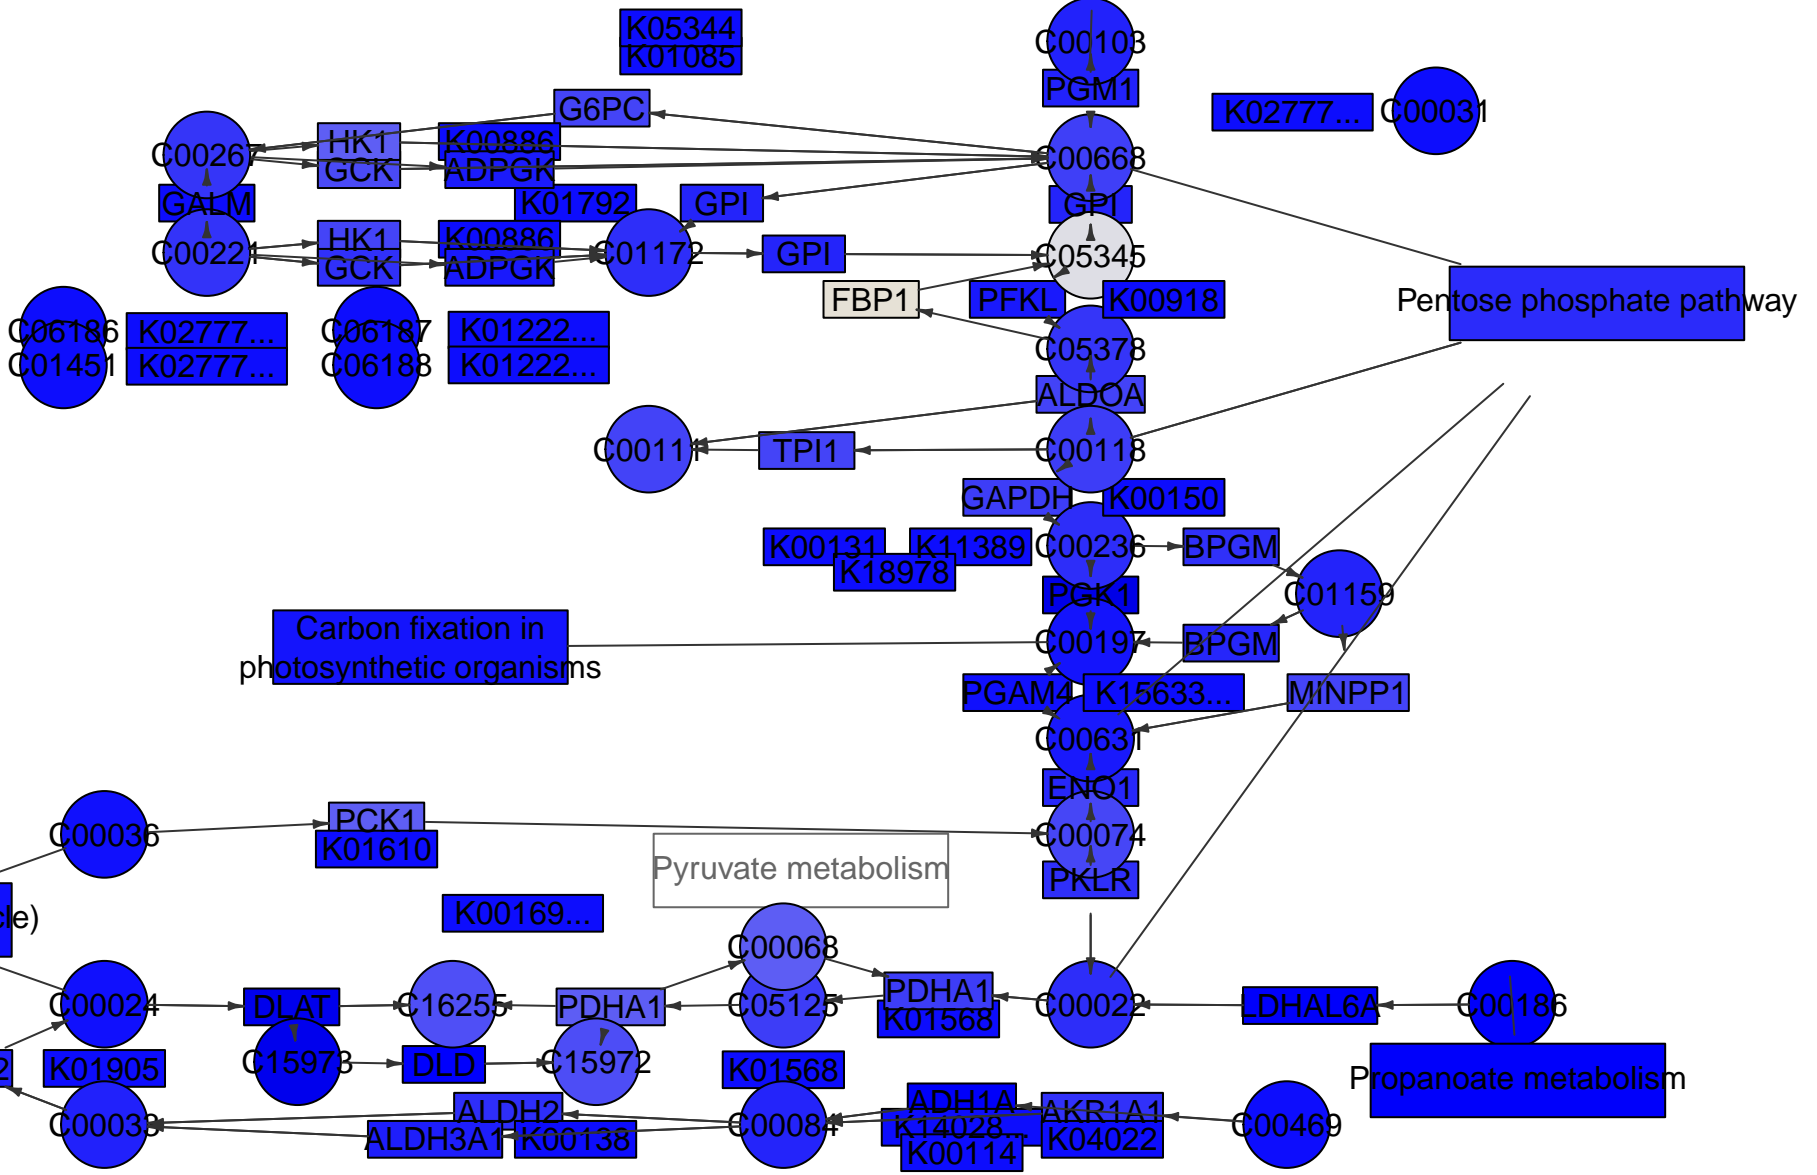 K05344
C00103
K01085
PGM1
G6PC
K02777...
C00031
HK1
K00886
C00267
C00668
GCK
ADPGK
GALM
K01792
GPI
GPI
HK1
K00886
C00221
C01172
GPI
C05345
GCK
ADPGK
FBP1
PFKL
K00918
Pentose phosphate pathway
C06186
K02777...
C06187
K01222...
C05378
C01451
K02777...
C06188
K01222...
ALDOA
C00111
TPI1
C00118
GAPDH
K00150
K00131
K11389
C00236
BPGM
K18978
PGK1
C01159
Carbon fixation in
photosynthetic organisms
C00197
BPGM
PGAM4
K15633...
MINPP1
C00631
ENO1
C00036
PCK1
C00074
K01610
Pyruvate metabolism
PKLR
cle)
K00169...
C00068
C00024
DLAT
C16255
PDHA1
C05125
PDHA1
C00022
LDHAL6A
C00186
K01568
2
K01905
C15973
DLD
C15972
K01568
Propanoate metabolism
C00033
ALDH2
C00084
ADH1A
AKR1A1
C00469
ALDH3A1
K00138
K14028...
K04022
K00114